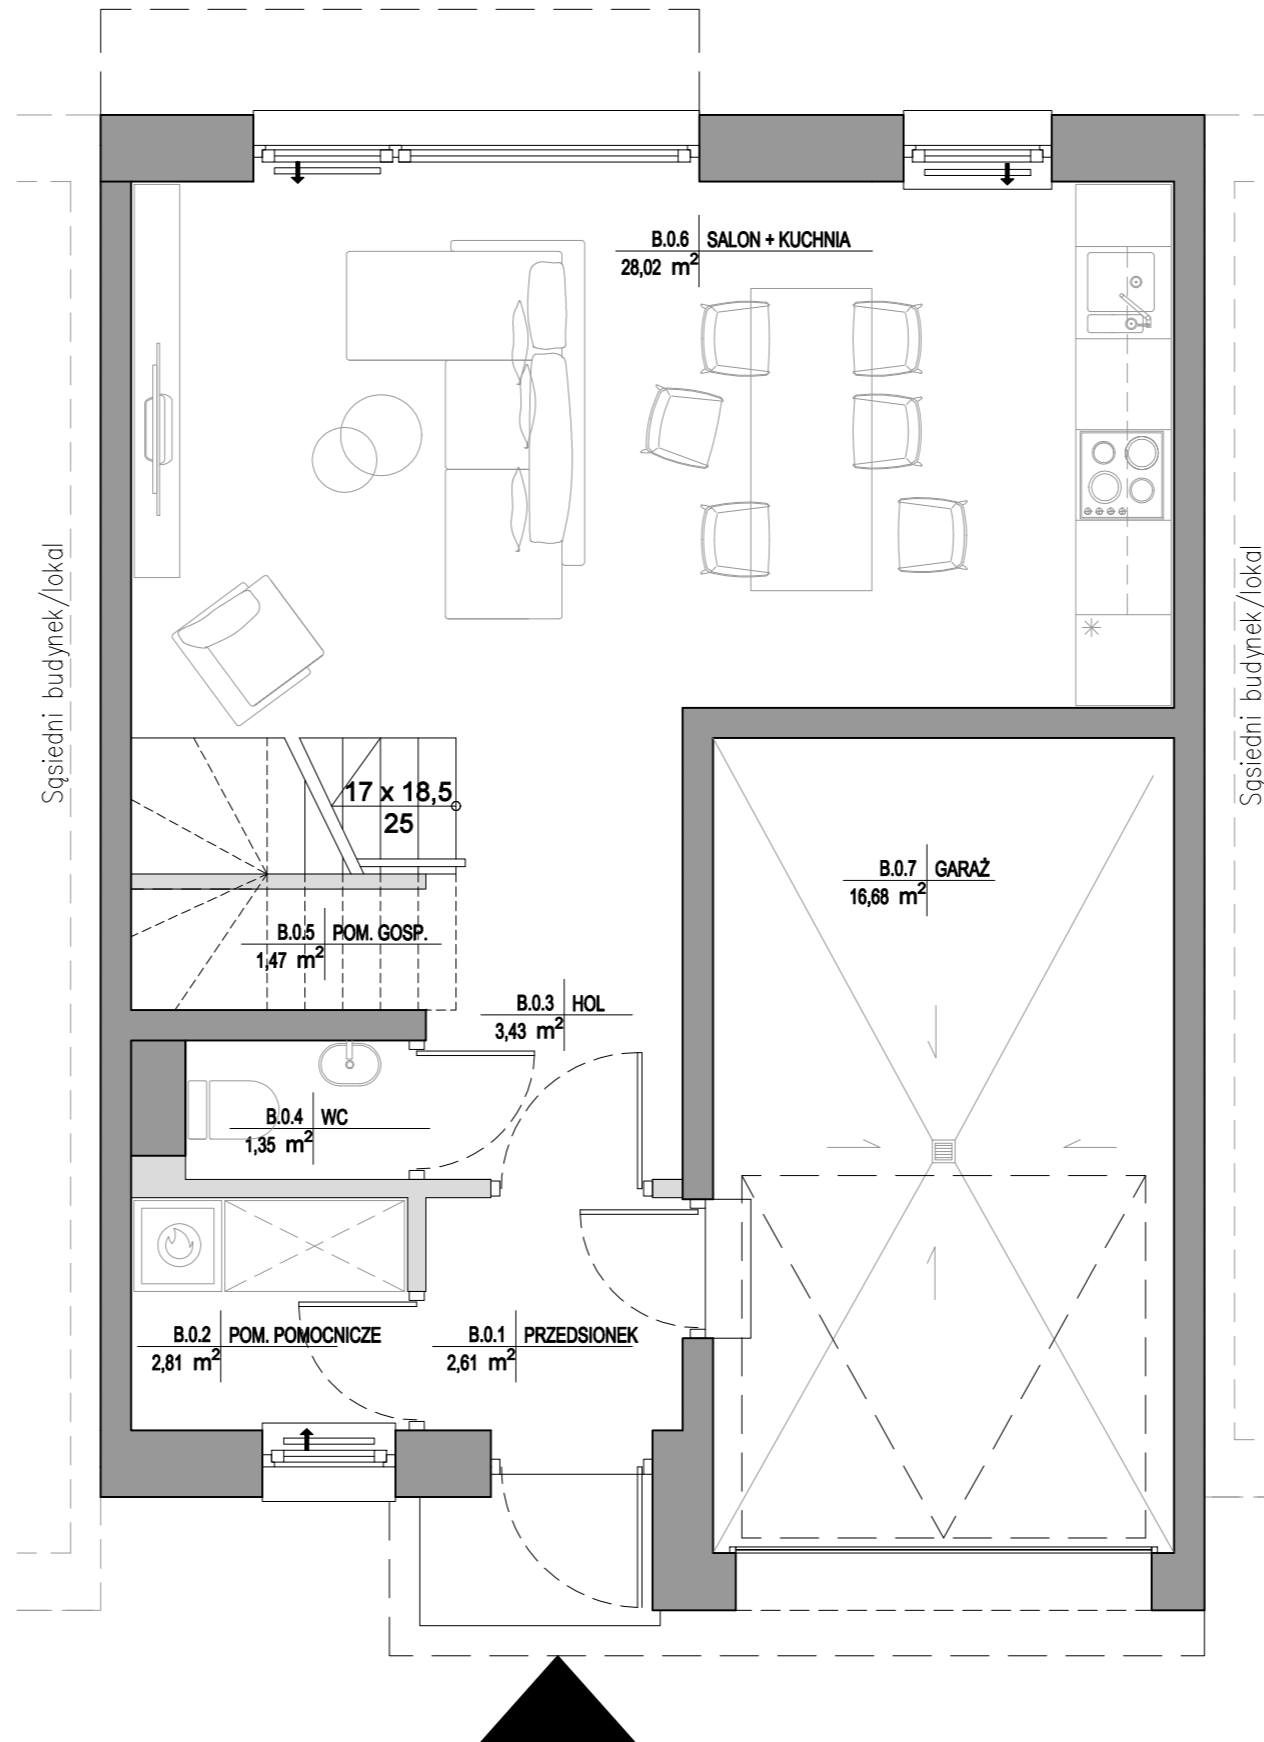 B.0.6 SALON + KUCHNIA
28,02 m²
Sąsiedni budynek/lokal
Sąsiedni budynek/lokal
17 x 18,5
25
B.0.7 GARAŻ
16,68 m²
B.0.5 POM. GOSP.
1,47 m²
B.0.3 HOL
3,43 m²
B.0.4 WC
1,35 m²
B.0.2 POM. POMOCNICZE
2,81 m²
B.0.1 PRZEDSIONEK
2,61 m²